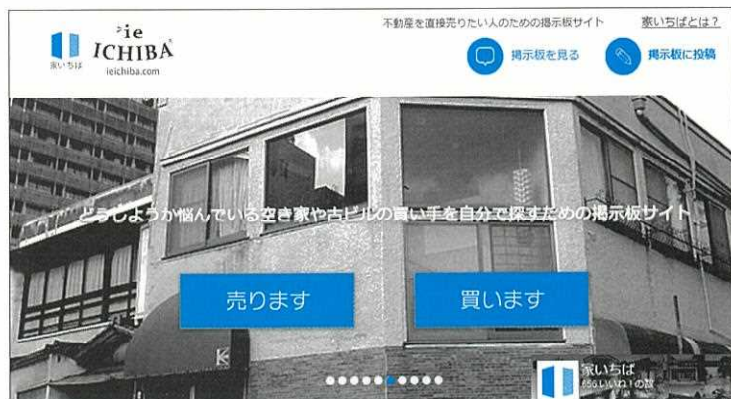 不動産を直接売りたい人のための掲示板サイト
家いちばとは?
ie
ICHIBA
家いちば
ieichiba.com
掲示板を見る
掲示板に投稿
どうしようか悩んでいる空き家や古ビルの買い手を自分で探すための掲示板サイト
売ります
買います
K
家いちば
656 いいね!の数